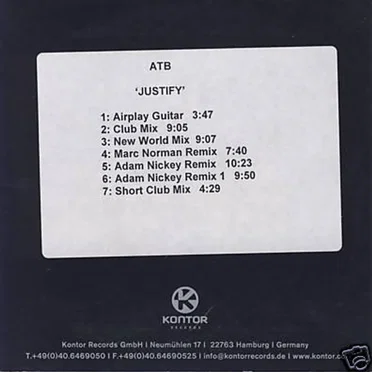 ATB
‘JUSTIFY’
1: Airplay Guitar 3:47
2: Club Mix 9:05
3: New World Mix 9:07
4: Marc Norman Remix 7:40
5: Adam Nickey Remix 10:23
6: Adam Nickey Remix 1 9:50
7: Short Club Mix 4:29
KONTOR
RECORDS
Kontor Records GmbH I Neumühlen 17 I 22763 Hamburg I Germany
T.+49(0)40.6469050 I F.+49(0)40.64690525 I info@kontorrecords.de I www.kontor.cc